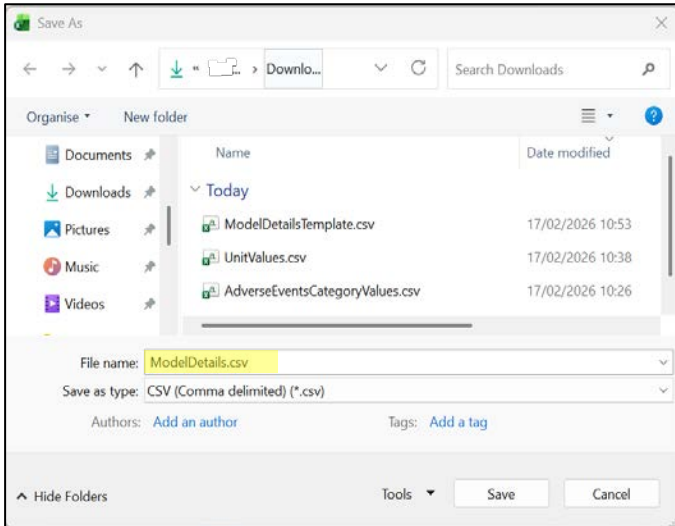 Save As
« ... > Downlo...
Search Downloads
Organise
New folder
Name
Date modified
Documents
Downloads
Pictures
Music
Videos
Today
ModelDetailsTemplate.csv 17/02/2026 10:53
UnitValues.csv 17/02/2026 10:38
AdverseEventsCategoryValues.csv 17/02/2026 10:26
File name: ModelDetails.csv
Save as type: CSV (Comma delimited) (*.csv)
Authors: Add an author Tags: Add a tag
Hide Folders
Tools Save Cancel